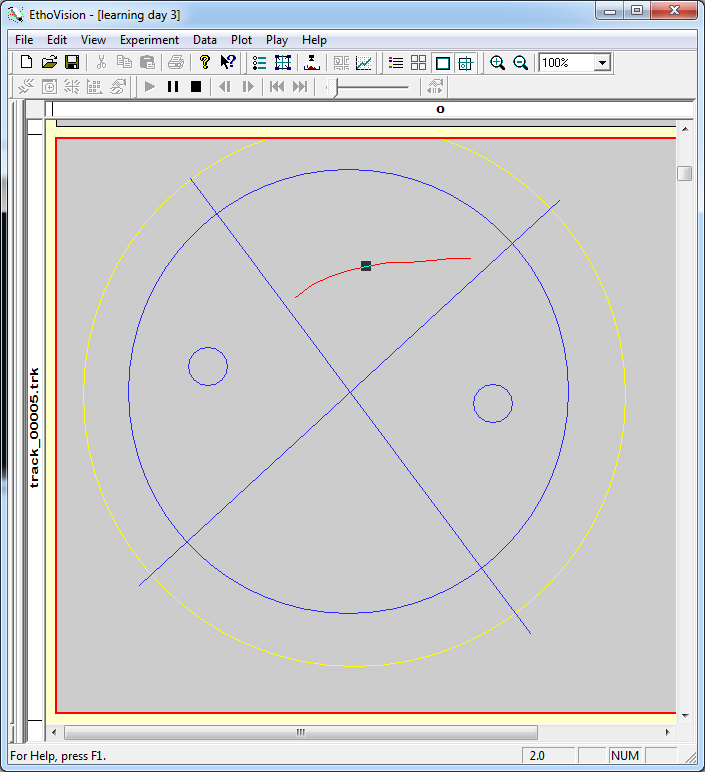 EthoVision - [learning day 3]
File Edit View Experiment Data Plot Play Help
100%
o
track_00005.trk
For Help, press F1.
2.0
NUM